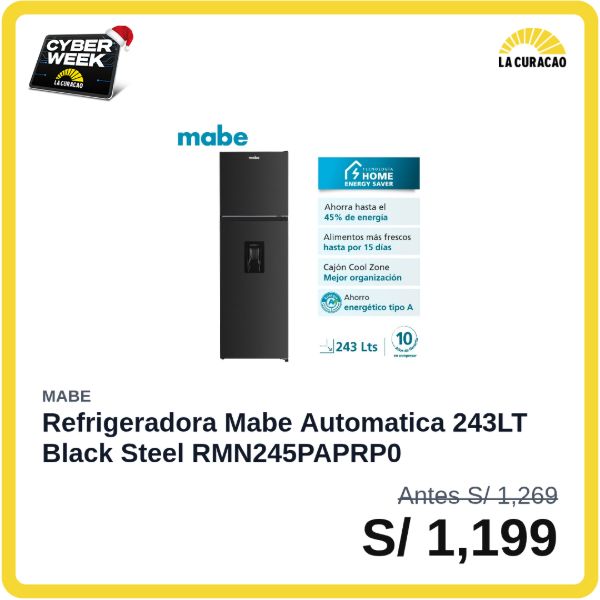 CYBER
WEEK
LA CURACAO
LA CURACAO
mabe
mabe
TECNOLOGÍA
HOME
ENERGY SAVER
Ahorra hasta el
45% de energía
Alimentos más frescos
hasta por 15 días
Cajón Cool Zone
Mejor organización
Ahorro
energético tipo A
243 Lts
10
MABE
Refrigeradora Mabe Automatica 243LT
Black Steel RMN245PAPRP0
Antes S/ 1,269
S/ 1,199